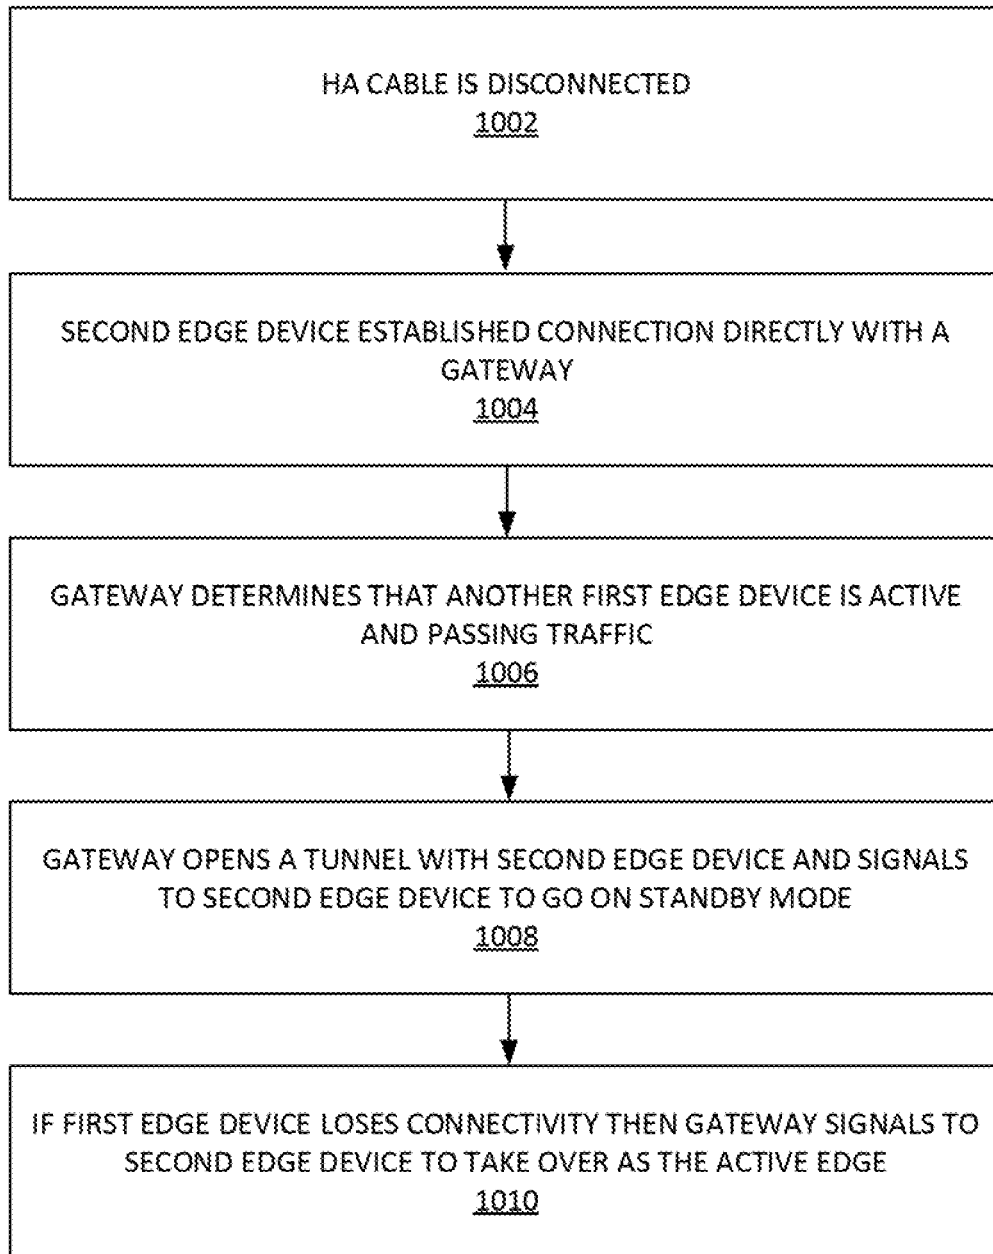 HA CABLE IS DISCONNECTED
1002
SECOND EDGE DEVICE ESTABLISHED CONNECTION DIRECTLY WITH A
GATEWAY
1004
GATEWAY DETERMINES THAT ANOTHER FIRST EDGE DEVICE IS ACTIVE
AND PASSING TRAFFIC
1006
GATEWAY OPENS A TUNNEL WITH SECOND EDGE DEVICE AND SIGNALS
TO SECOND EDGE DEVICE TO GO ON STANDBY MODE
1008
IF FIRST EDGE DEVICE LOSES CONNECTIVITY THEN GATEWAY SIGNALS TO
SECOND EDGE DEVICE TO TAKE OVER AS THE ACTIVE EDGE
1010